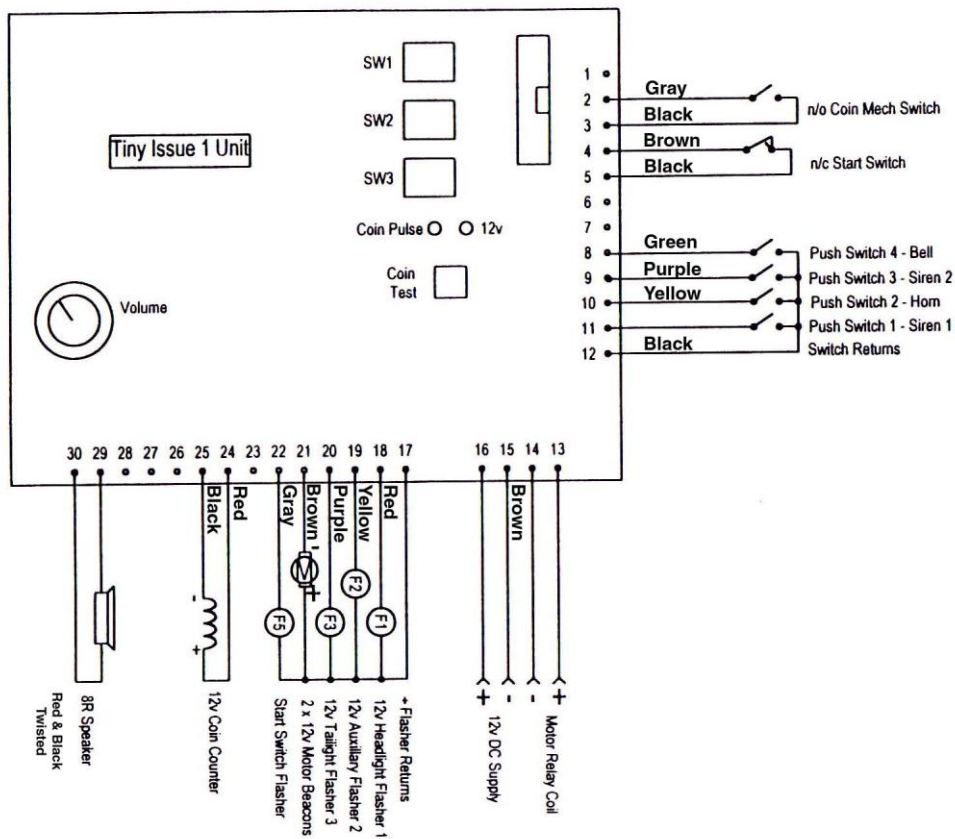 SW1
SW2
SW3
Tiny Issue 1 Unit
Coin Pulse 12v
Coin
Test
Volume
1
2 Gray
n/o Coin Mech Switch
3 Black
4 Brown
n/c Start Switch
5 Black
6
7
8 Green Push Switch 4 - Bell
9 Purple Push Switch 3 - Siren 2
10 Yellow Push Switch 2 - Horn
11 Push Switch 1 - Siren 1
12 Black Switch Returns
30 29 28 27 26 25 24 23 22 21 20 19 18 17 16 15 14 13
Black
Red
Gray
Brown
Purple
Yellow
Red
Brown
- +
F5
+
F3
F2
F1
+ - - +
Red & Black
Twisted
8R Speaker
12v Coin Counter
Start Switch Flasher
2 x 12v Motor Beacons
12v Taillight Flasher 3
12v Auxillary Flasher 2
12v Headlight Flasher 1
+ Flasher Returns
12v DC Supply
Motor Relay Coil